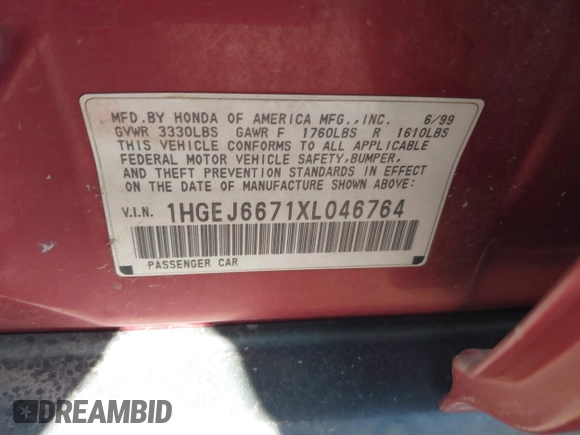 MFD.BY HONDA OF AMERICA MFG.,INC. 6/99
GVWR 3330LBS GAWR F 1760LBS R 1610LBS
THIS VEHICLE CONFORMS TO ALL APPLICABLE
FEDERAL MOTOR VEHICLE SAFETY,BUMPER,
AND THEFT PREVENTION STANDARDS IN EFFECT
ON THE DATE OF MANUFACTURE SHOWN ABOVE:
V.I.N. 1HGEJ6671XL046764
PASSENGER CAR
DREAMBID